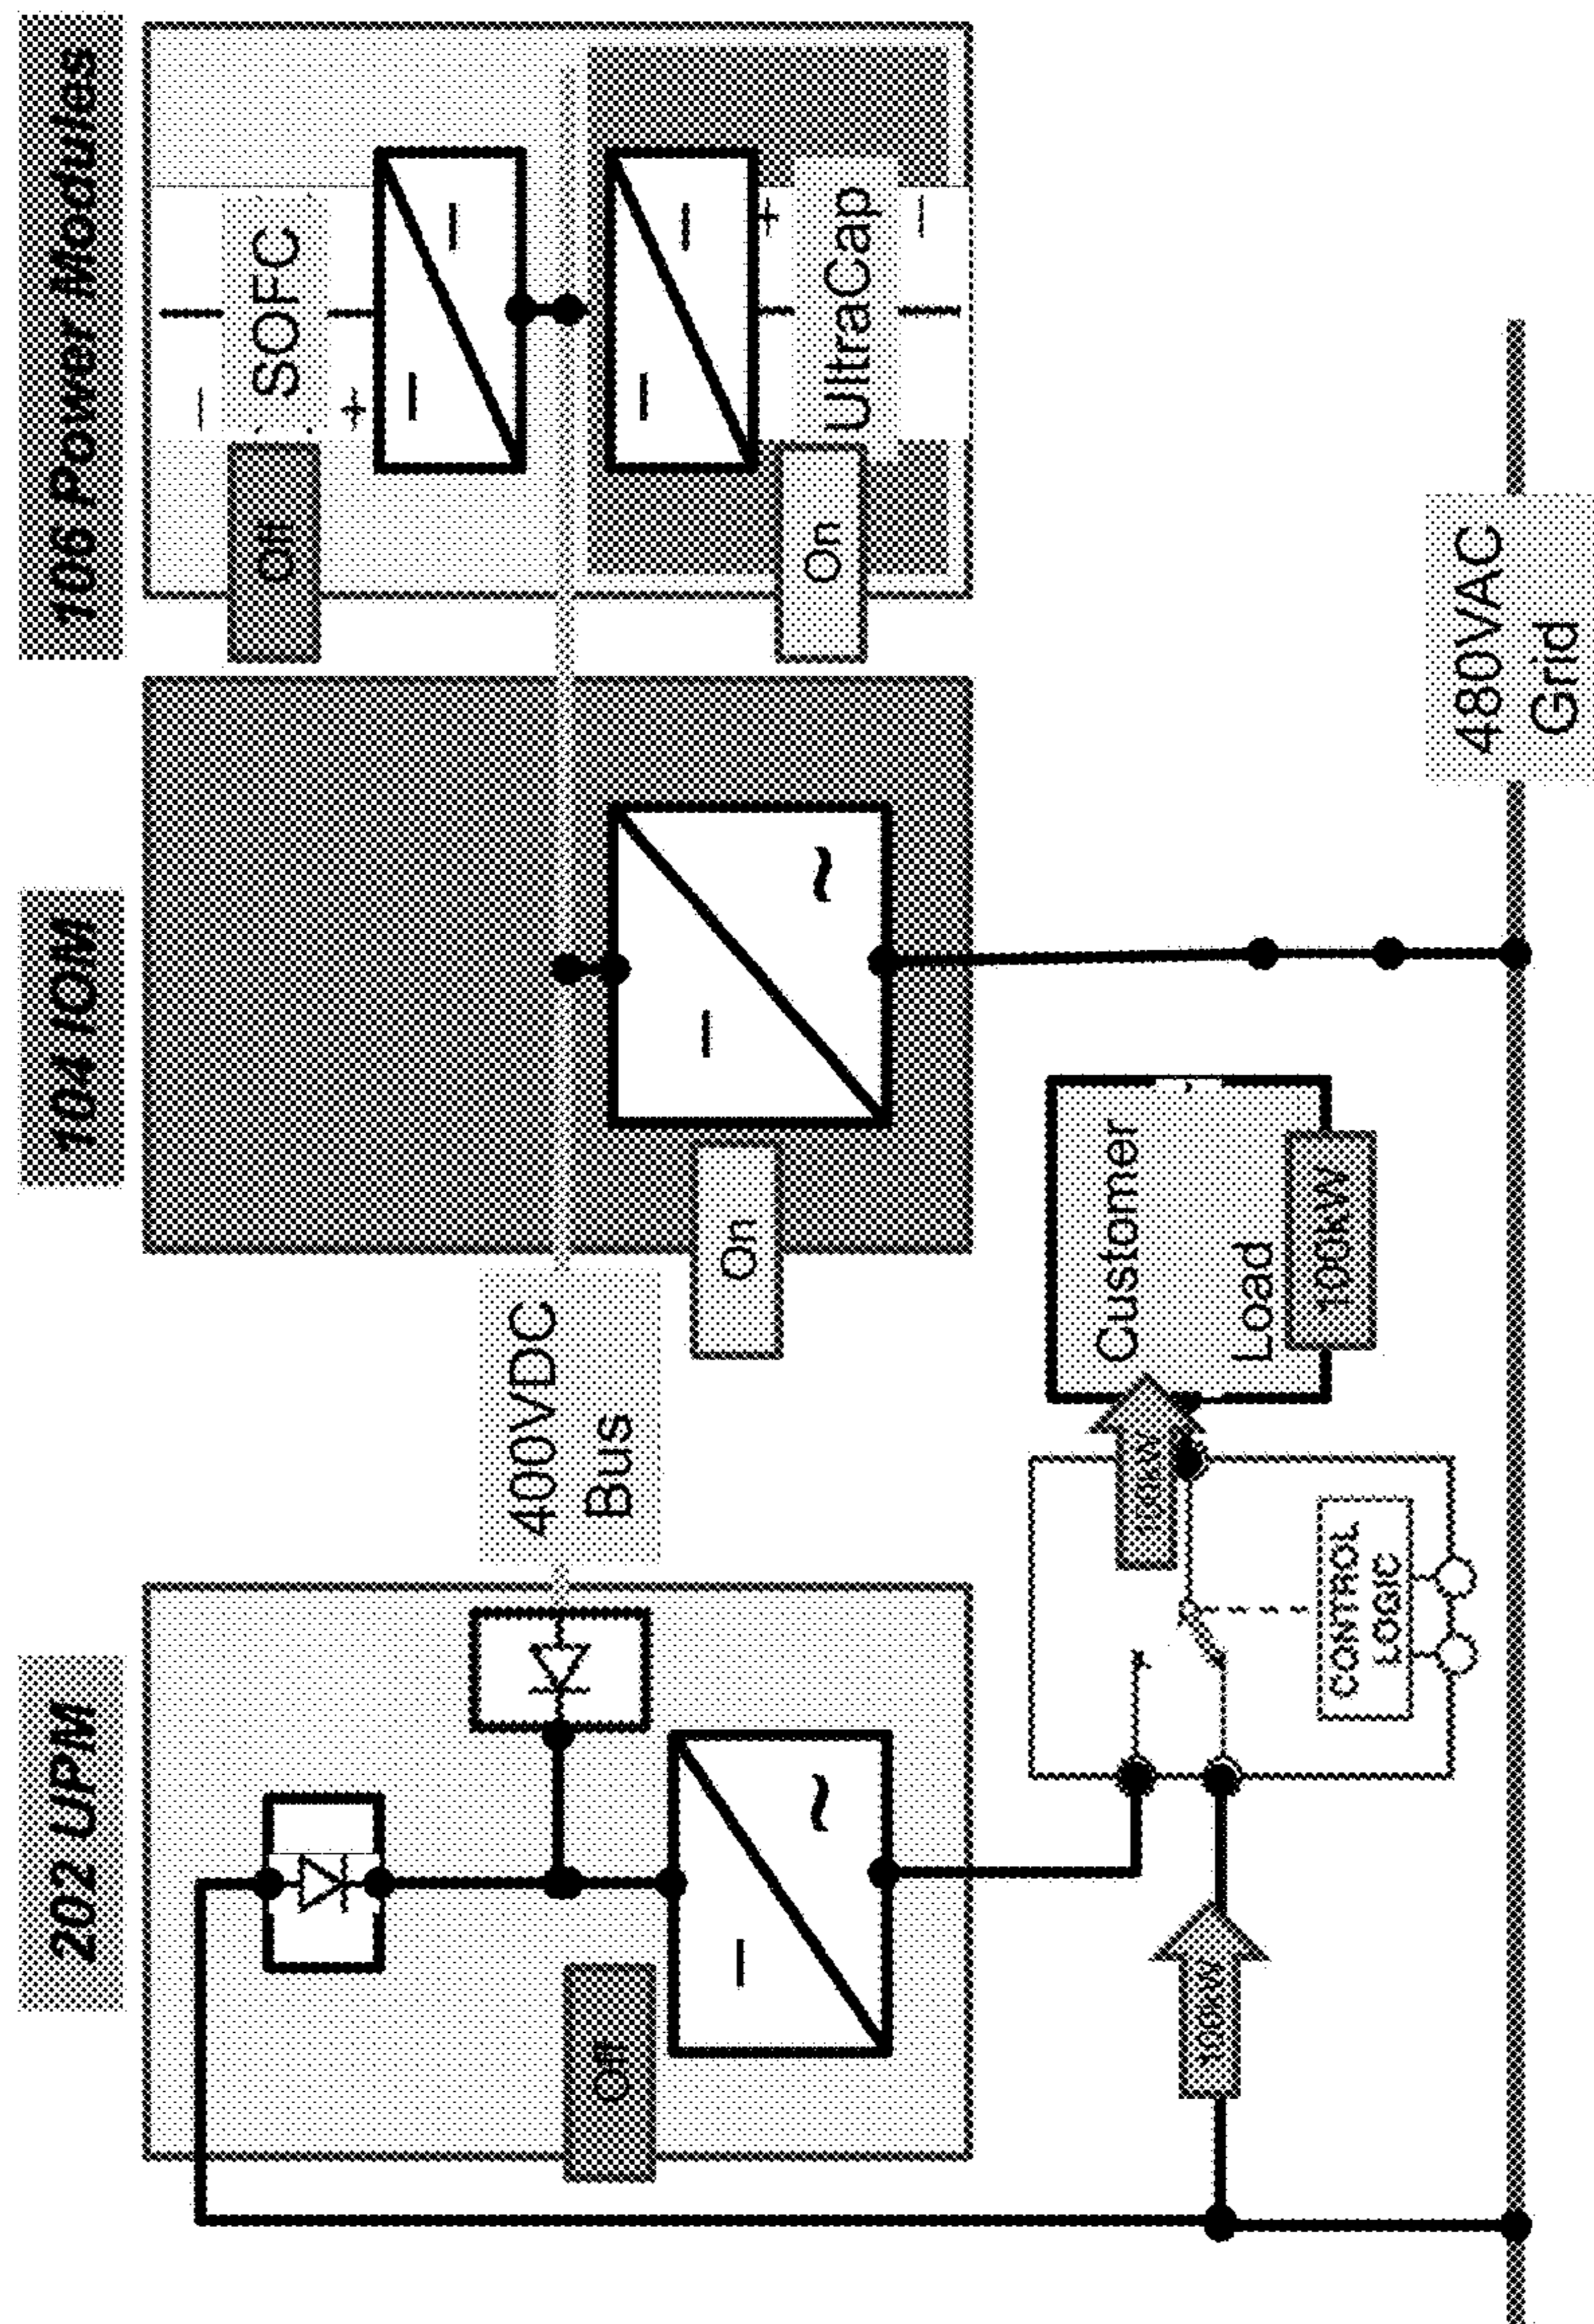 202 UPM
104 IOM
106 Power Modules
Off
400VDC
Bus
On
Off
SOFC
On
UltraCap
100kW
100kW
Customer
Load
100kW
CONTROL
LOGIC
480VAC
Grid